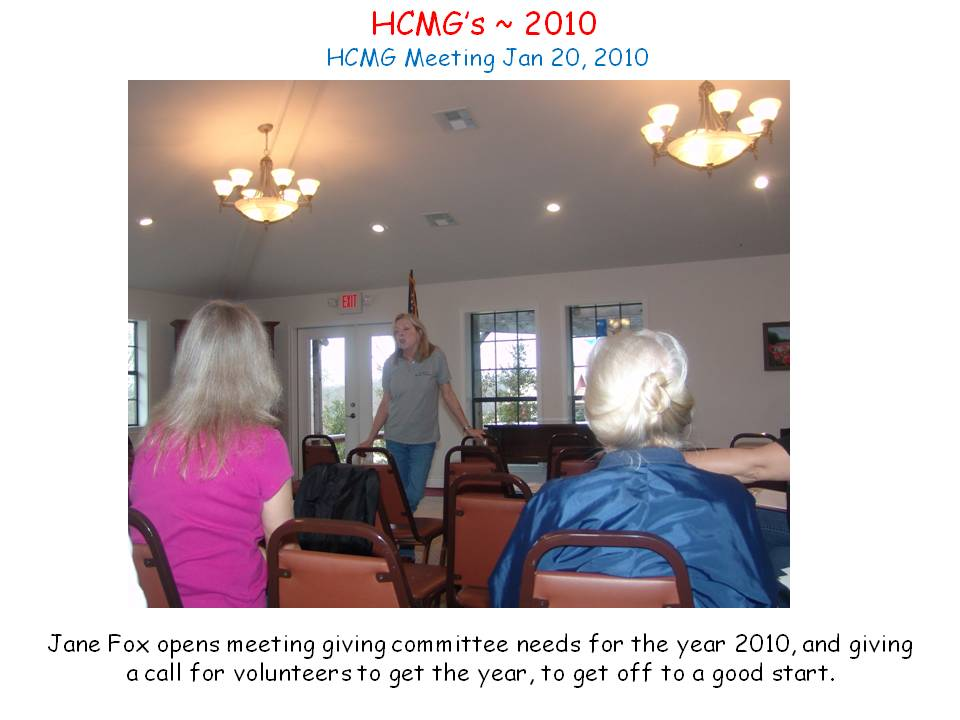 HCMG's ~ 2010
HCMG Meeting Jan 20, 2010
EXIT
Jane Fox opens meeting giving committee needs for the year 2010, and giving
a call for volunteers to get the year, to get off to a good start.